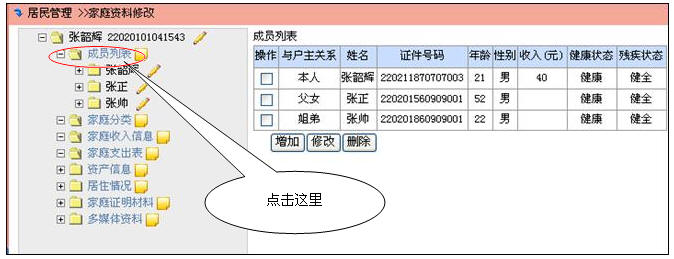 居民管理 >>家庭资料修改
张韶辉 22020101041543
成员列表
张韶辉
张正
张帅
家庭分类
家庭收入信息
家庭支出表
资产信息
居住情况
家庭证明材料
多媒体资料
成员列表
操作 与户主关系 姓名 证件号码 年龄 性别 收入(元) 健康状态 残疾状态
本人 张韶辉 220211870707003 21 男 40 健康 健全
父女 张正 220201560909001 52 男 健康 健全
姐弟 张帅 220201860909001 22 男 健康 健全
增加 修改 删除
点击这里